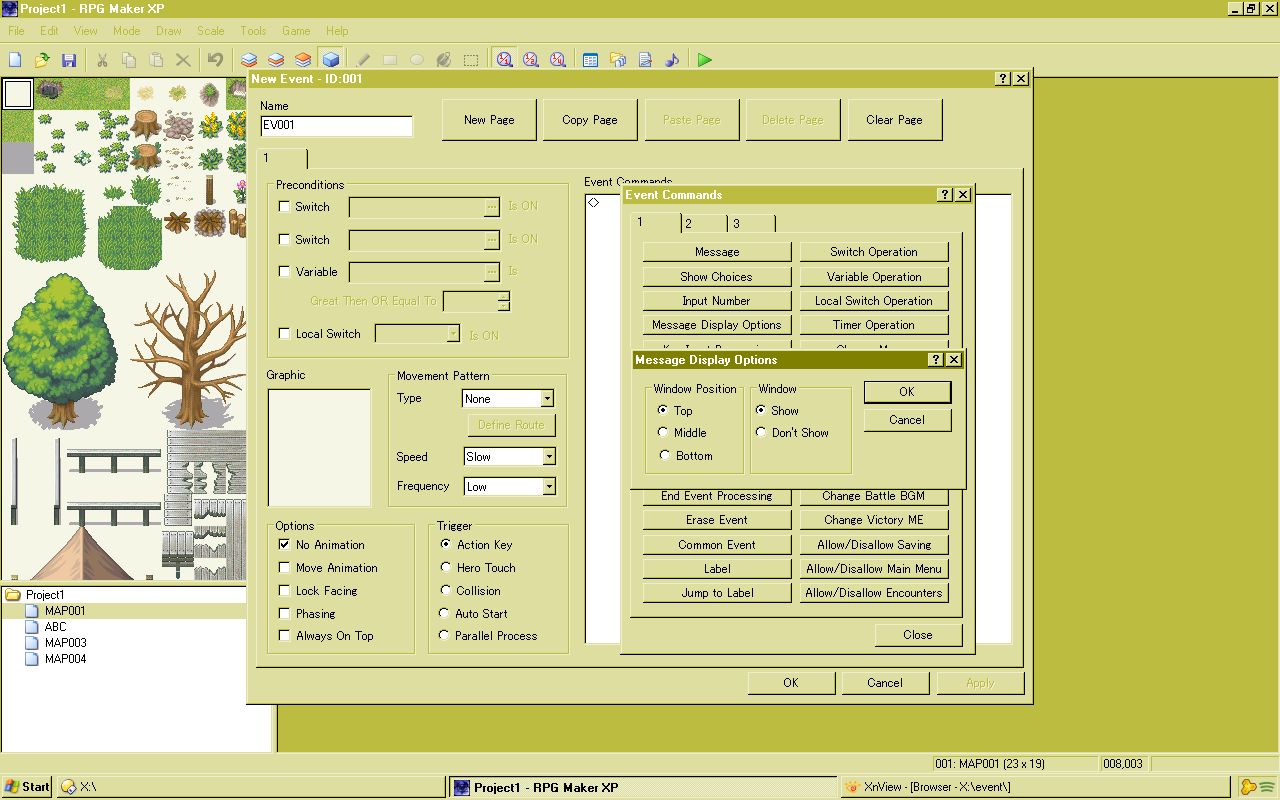 Project1 - RPG Maker XP
File Edit View Mode Draw Scale Tools Game Help
New Event - ID:001
Name
EV001
New Page Copy Page Paste Page Delete Page Clear Page
1
Preconditions
Switch Is ON
Switch Is ON
Variable Is
Great Then OR Equal To
Local Switch Is ON
Graphic
Movement Pattern
Type None
Define Route
Speed Slow
Frequency Low
Options
No Animation
Move Animation
Lock Facing
Phasing
Always On Top
Trigger
Action Key
Hero Touch
Collision
Auto Start
Parallel Process
Event Commands
Event Commands
1 2 3
Message Switch Operation
Show Choices Variable Operation
Input Number Local Switch Operation
Message Display Options Timer Operation
Message Display Options
Window Position
Top
Middle
Bottom
Window
Show
Don't Show
OK
Cancel
End Event Processing Change Battle BGM
Erase Event Change Victory ME
Common Event Allow/Disallow Saving
Label Allow/Disallow Main Menu
Jump to Label Allow/Disallow Encounters
Close
OK Cancel Apply
Project1
MAP001
ABC
MAP003
MAP004
001: MAP001 (23 x 19) 008,003
Start X:\ Project1 - RPG Maker XP XnView - [Browser - X:\event\]